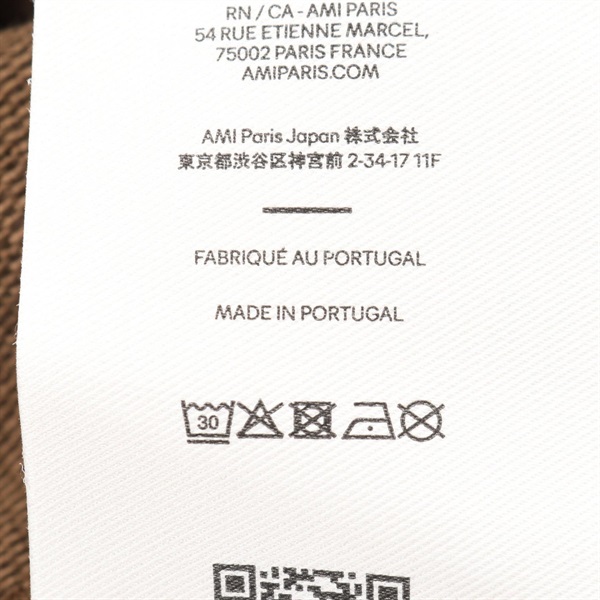 RN / CA - AMI PARIS
54 RUE ETIENNE MARCEL,
75002 PARIS FRANCE
AMIPARIS.COM
AMI Paris Japan 株式会社
東京都渋谷区神宮前 2-34-17 11F
FABRIQUÉ AU PORTUGAL
MADE IN PORTUGAL
30